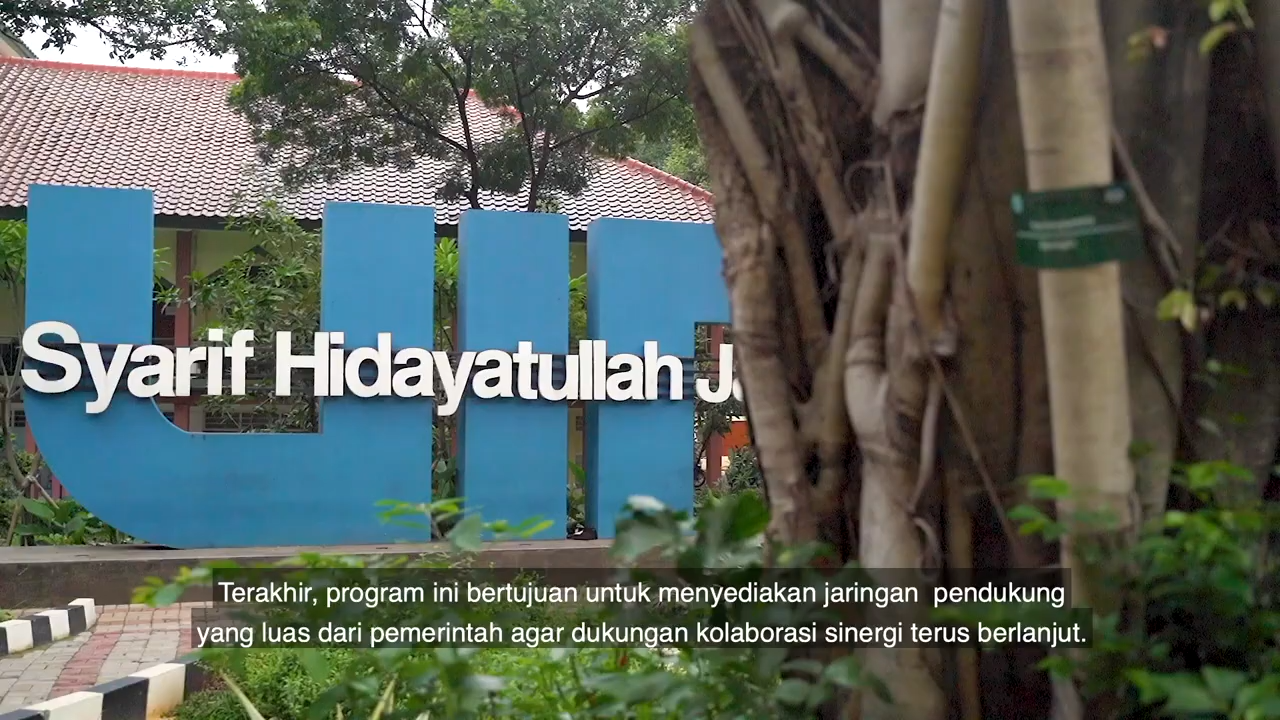 UIN
Syarif Hidayatullah
Terakhir, program ini bertujuan untuk menyediakan jaringan  pendukung
yang luas dari pemerintah agar dukungan kolaborasi sinergi terus berlanjut.